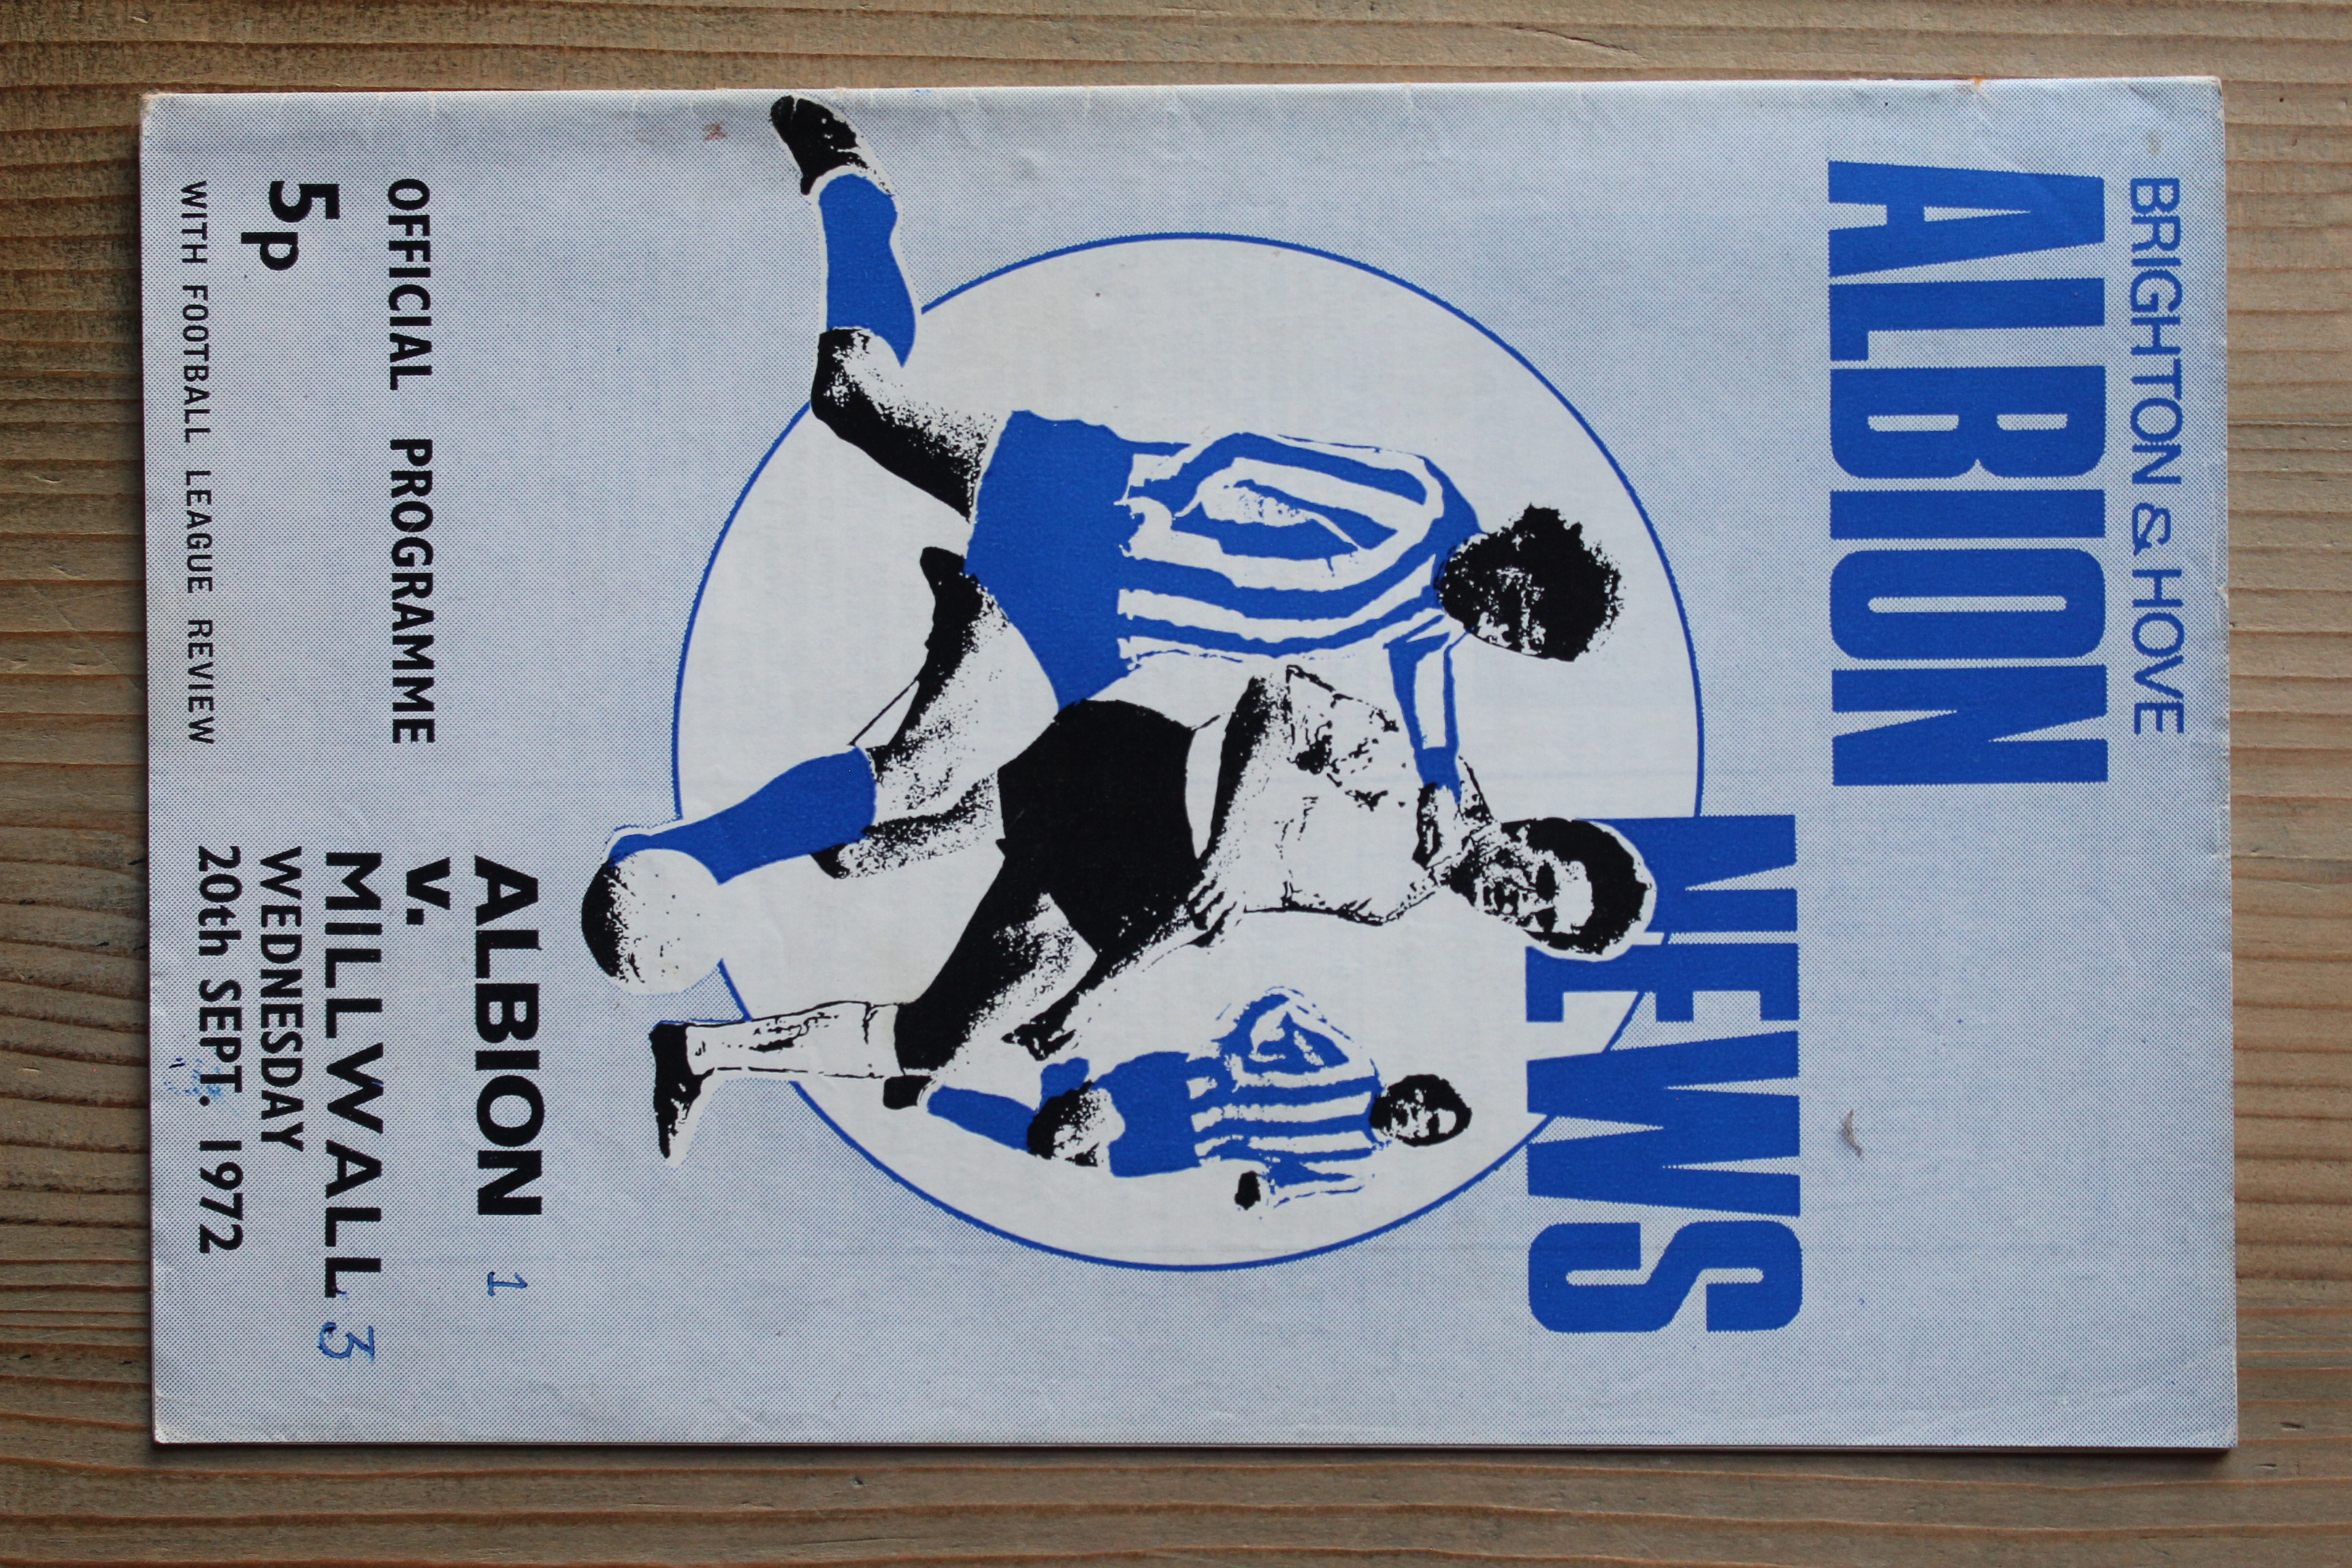 BRIGHTON & HOVE
ALBION
NEWS
ALBION 1
v.
OFFICIAL PROGRAMME
MILLWALL 3
5p
WEDNESDAY
WITH FOOTBALL LEAGUE REVIEW
20th SEPT. 1972